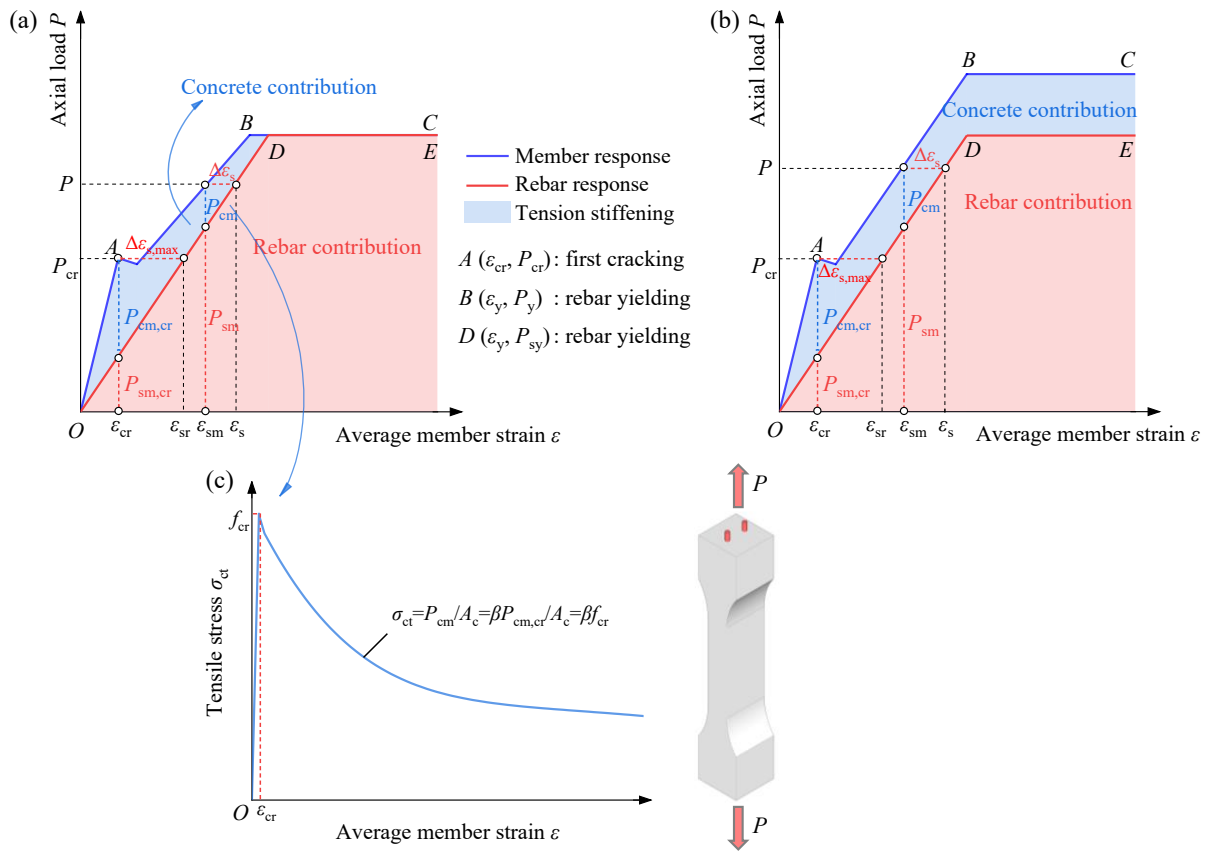 (a)
Axial load P
Concrete contribution
B
C
D
E
Δεs
P
Pcm
A
Δεs,max
Rebar contribution
Pcr
Pcm,cr
Psm
Psm,cr
O
εcr
εsr
εsm
εs
Average member strain ε
Member response
Rebar response
Tension stiffening
A (εcr, Pcr) : first cracking
B (εy, Py) : rebar yielding
D (εy, Psy) : rebar yielding
(b)
Axial load P
B
C
Concrete contribution
D
E
Δεs
P
Pcm
Rebar contribution
A
Pcr
Δεs,max
Pcm,cr
Psm
Psm,cr
O
εcr
εsr
εsm
εs
Average member strain ε
(c)
fcr
Tensile stress σct
σct=Pcm/Ac=βPcm,cr/Ac=βfcr
O
εcr
Average member strain ε
P
P